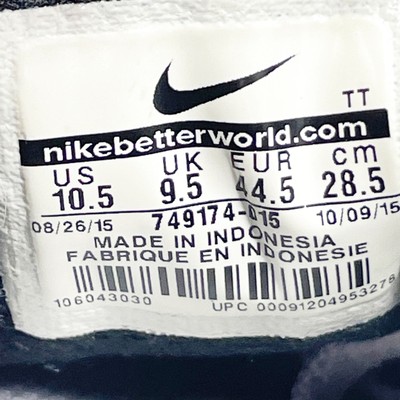 TT
nikebetterworld.com
US UK EUR cm
10.5 9.5 44.5 28.5
08/26/15 749174-015 10/09/15
MADE IN INDONESIA
FABRIQUE EN INDONESIE
106043030 UPC 00091204953278